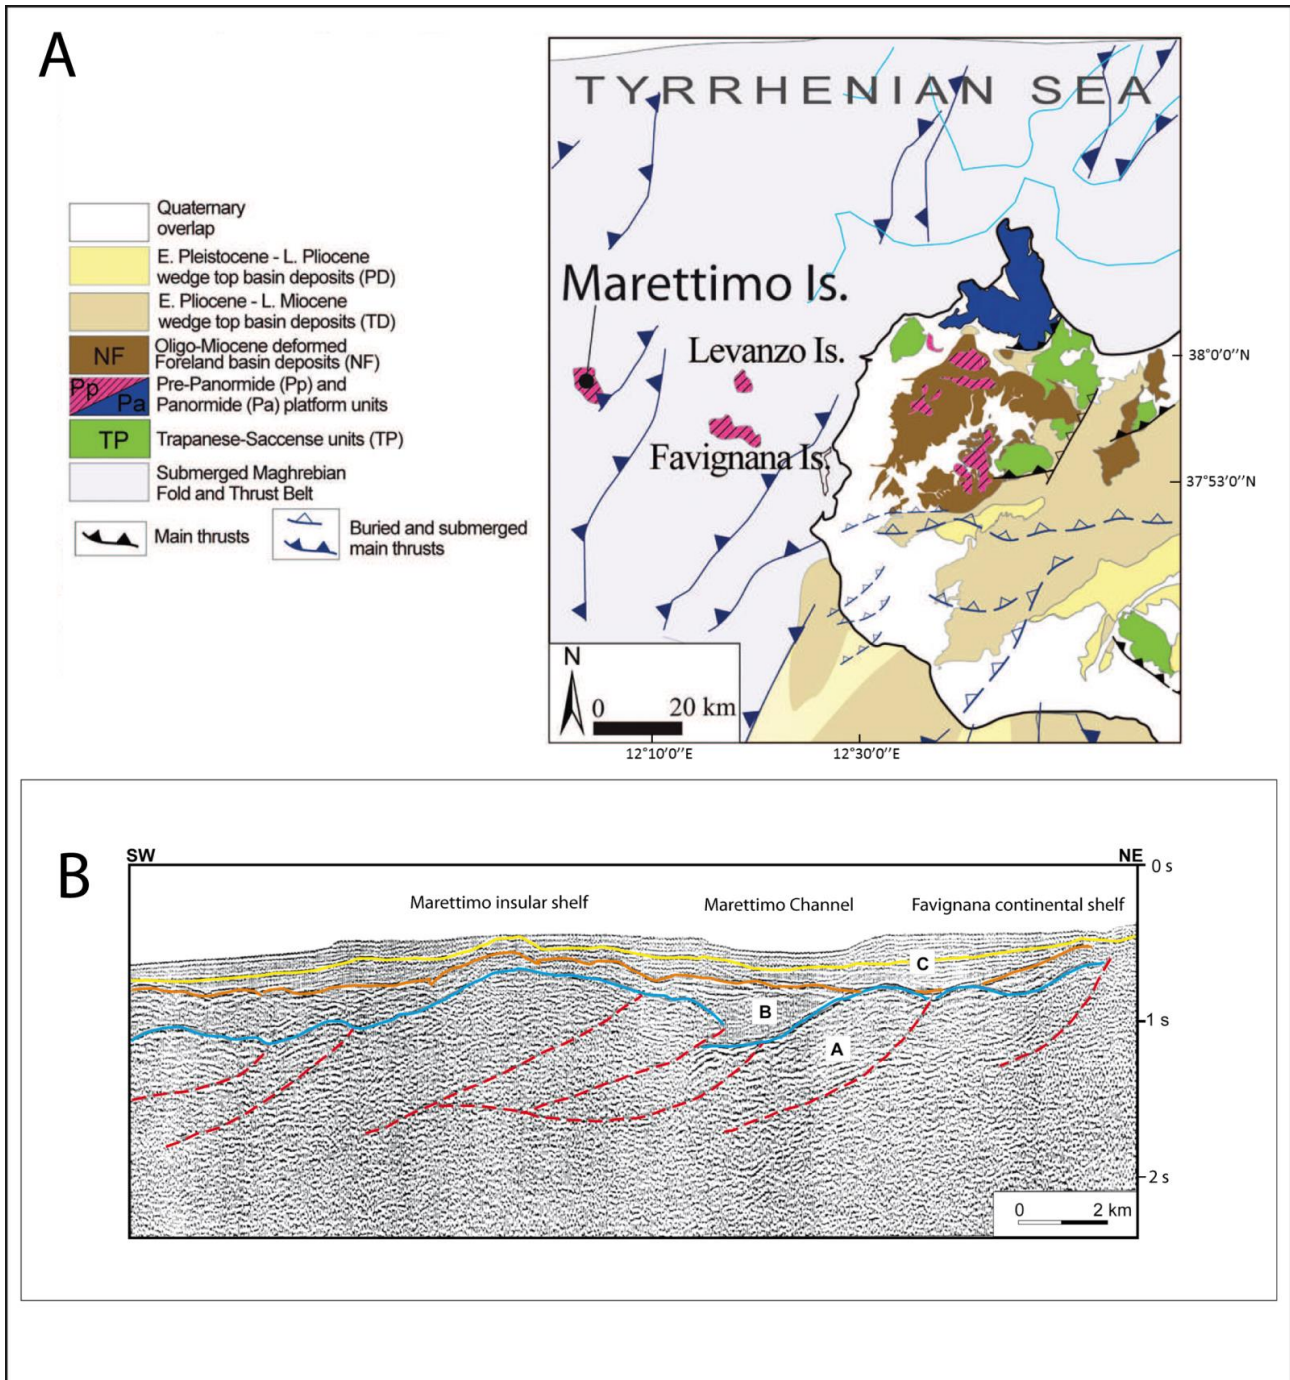 A
TYRRHENIAN SEA
Quaternary
overlap
E. Pleistocene - L. Pliocene
wedge top basin deposits (PD)
E. Pliocene - L. Miocene
wedge top basin deposits (TD)
NF
Oligo-Miocene deformed
Foreland basin deposits (NF)
Pp
Pa
Pre-Panormide (Pp) and
Panormide (Pa) platform units
TP
Trapanese-Saccense units (TP)
Submerged Maghrebian
Fold and Thrust Belt
Main thrusts
Buried and submerged
main thrusts
Marettimo Is.
Levanzo Is.
Favignana Is.
38°0'0''N
37°53'0''N
N
0
20 km
12°10'0''E
12°30'0''E
B
SW
NE
0 s
Marettimo insular shelf
Marettimo Channel
Favignana continental shelf
C
B
1 s
A
2 s
0
2 km